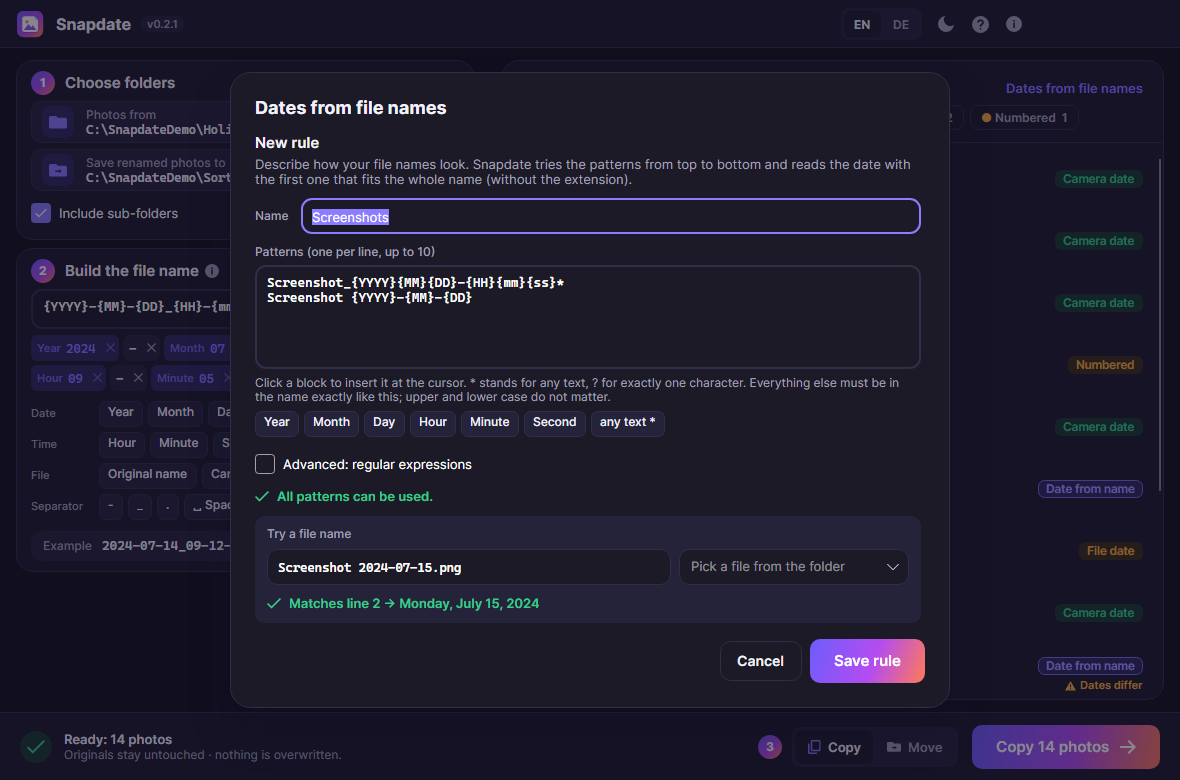 Snapdate v0.2.1
EN DE
1 Choose folders
Photos from
C:\SnapdateDemo\Holi
Save renamed photos to
C:\SnapdateDemo\Sort
Include sub-folders
2 Build the file name
{YYYY}-{MM}-{DD}_{HH}-{mm
Year 2024 × – × Month 07
Hour 09 × – × Minute 05 ×
Date Year Month Da
Time Hour Minute S
File Original name Car
Separator - _ . Spac
Example 2024-07-14_09-12-
Dates from file names
New rule
Describe how your file names look. Snapdate tries the patterns from top to bottom and reads the date with
the first one that fits the whole name (without the extension).
Name Screenshots
Patterns (one per line, up to 10)
Screenshot_{YYYY}{MM}{DD}-{HH}{mm}{ss}*
Screenshot {YYYY}-{MM}-{DD}
Click a block to insert it at the cursor. * stands for any text, ? for exactly one character. Everything else must be in
the name exactly like this; upper and lower case do not matter.
Year Month Day Hour Minute Second any text *
Advanced: regular expressions
All patterns can be used.
Try a file name
Screenshot 2024-07-15.png Pick a file from the folder
Matches line 2 → Monday, July 15, 2024
Cancel Save rule
Dates from file names
2 Numbered 1
Camera date
Camera date
Camera date
Numbered
Camera date
Date from name
File date
Camera date
Date from name
Dates differ
Ready: 14 photos
Originals stay untouched · nothing is overwritten.
3 Copy Move Copy 14 photos →